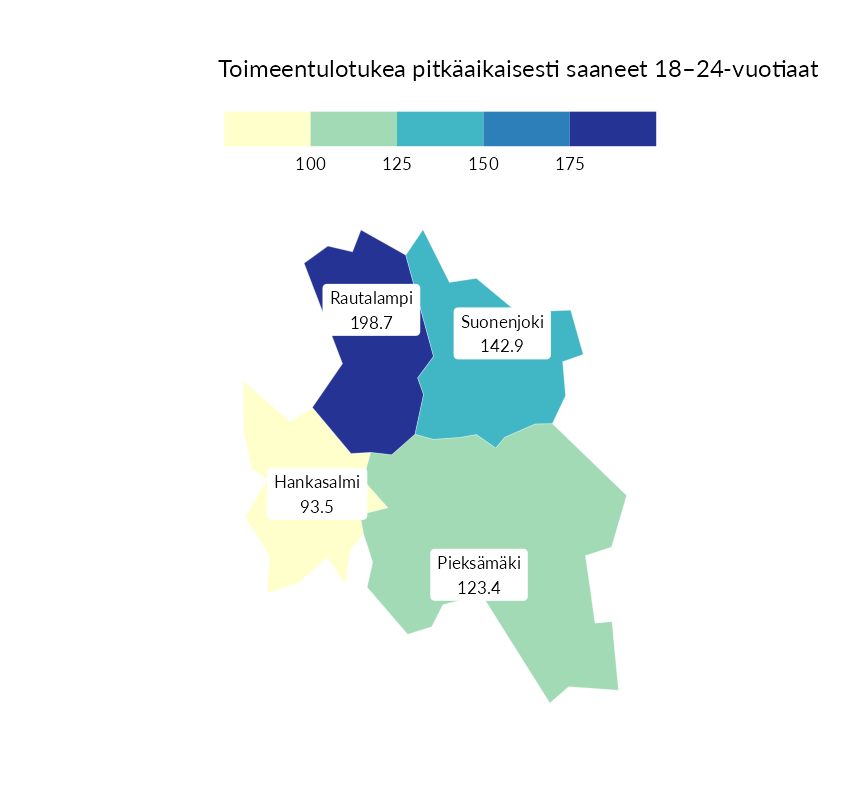 Toimeentulotukea pitkäaikaisesti saaneet 18–24-vuotiaat
100 125 150 175
Rautalampi
198.7
Suonenjoki
142.9
Hankasalmi
93.5
Pieksämäki
123.4